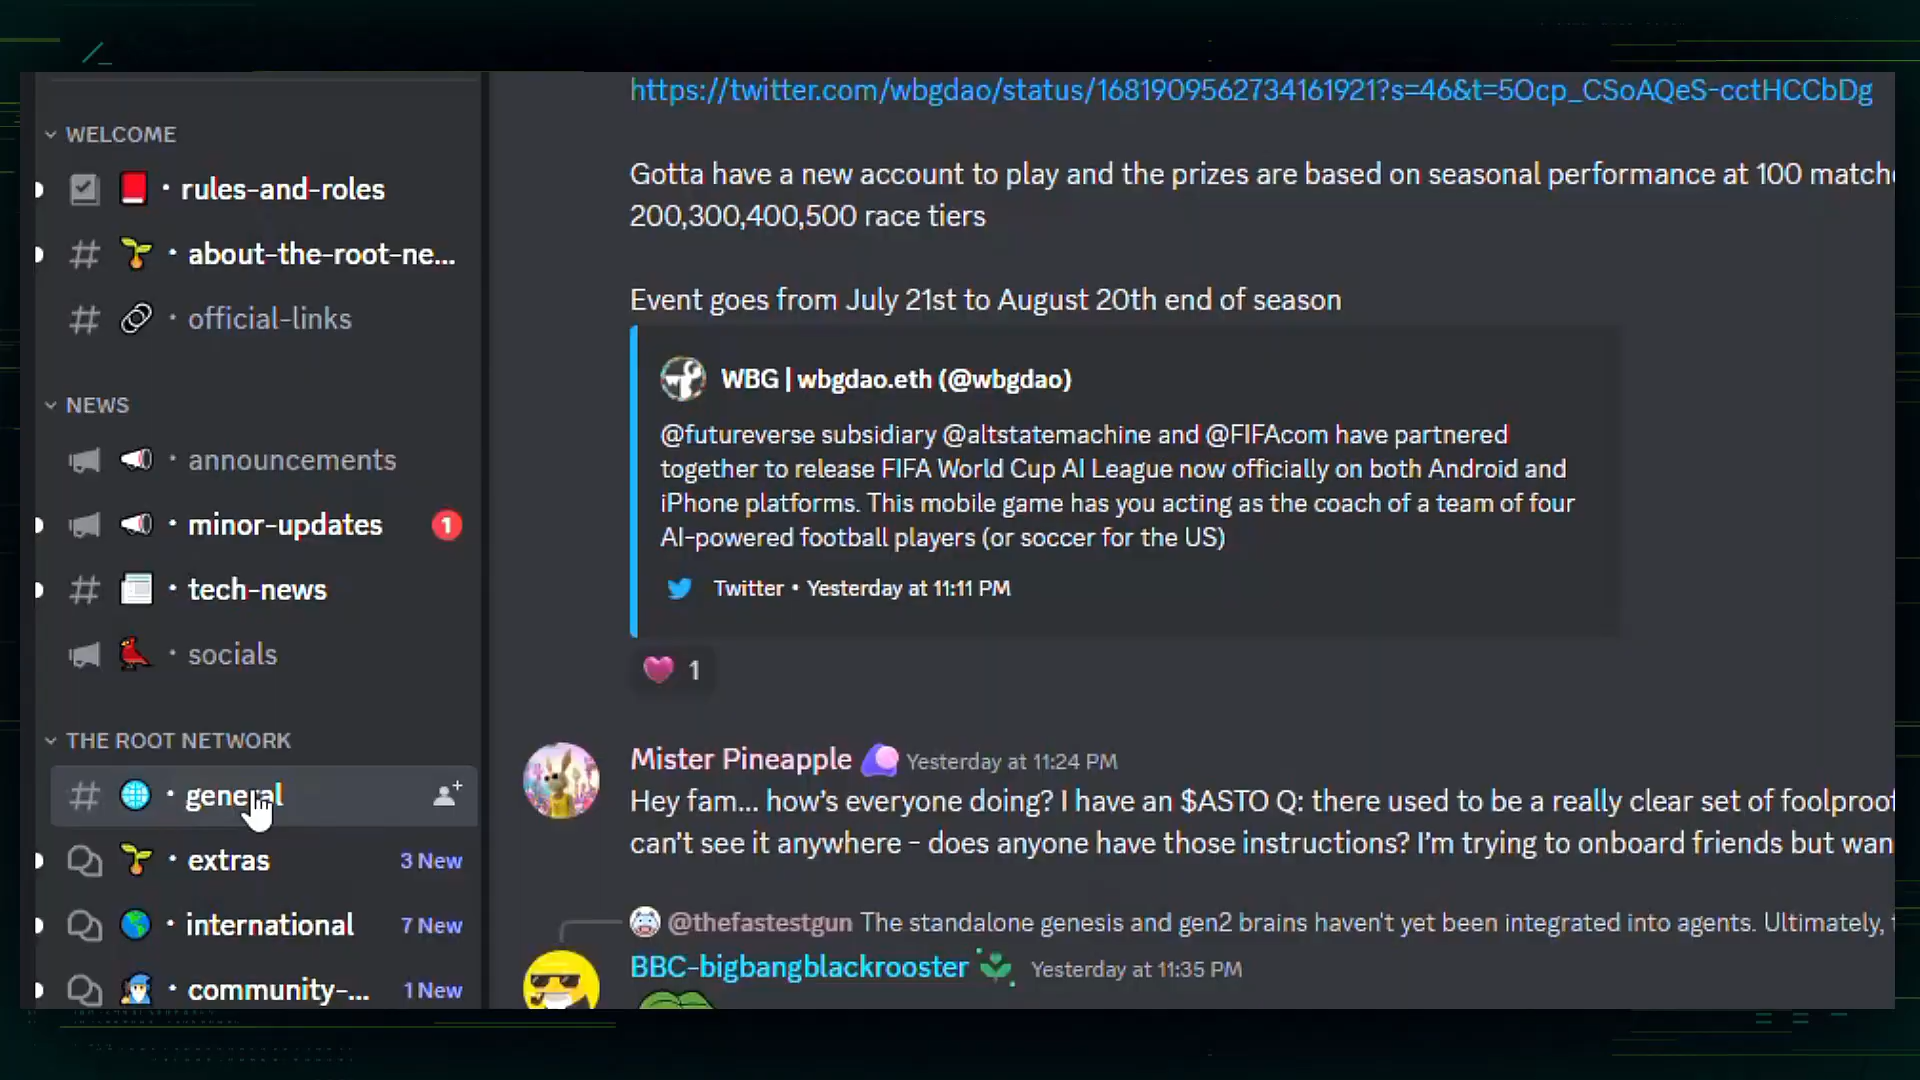 WELCOME
rules-and-roles
about-the-root-ne...
official-links
NEWS
announcements
minor-updates
1
tech-news
socials
THE ROOT NETWORK
general
extras
3 New
international
7 New
community-...
1 New
https://twitter.com/wbgdao/status/1681909562734161921?s=46&t=5Ocp_CSoAQeS-cctHCCbDg
Gotta have a new account to play and the prizes are based on seasonal performance at 100 matche
200,300,400,500 race tiers
Event goes from July 21st to August 20th end of season
WBG | wbgdao.eth (@wbgdao)
@futureverse subsidiary @altstatemachine and @FIFAcom have partnered
together to release FIFA World Cup AI League now officially on both Android and
iPhone platforms. This mobile game has you acting as the coach of a team of four
AI-powered football players (or soccer for the US)
Twitter • Yesterday at 11:11 PM
1
Mister Pineapple Yesterday at 11:24 PM
Hey fam... how's everyone doing? I have an $ASTO Q: there used to be a really clear set of foolproof
can't see it anywhere - does anyone have those instructions? I'm trying to onboard friends but wan
@thefastestgun The standalone genesis and gen2 brains haven't yet been integrated into agents. Ultimately, t
BBC-bigbangblackrooster Yesterday at 11:35 PM